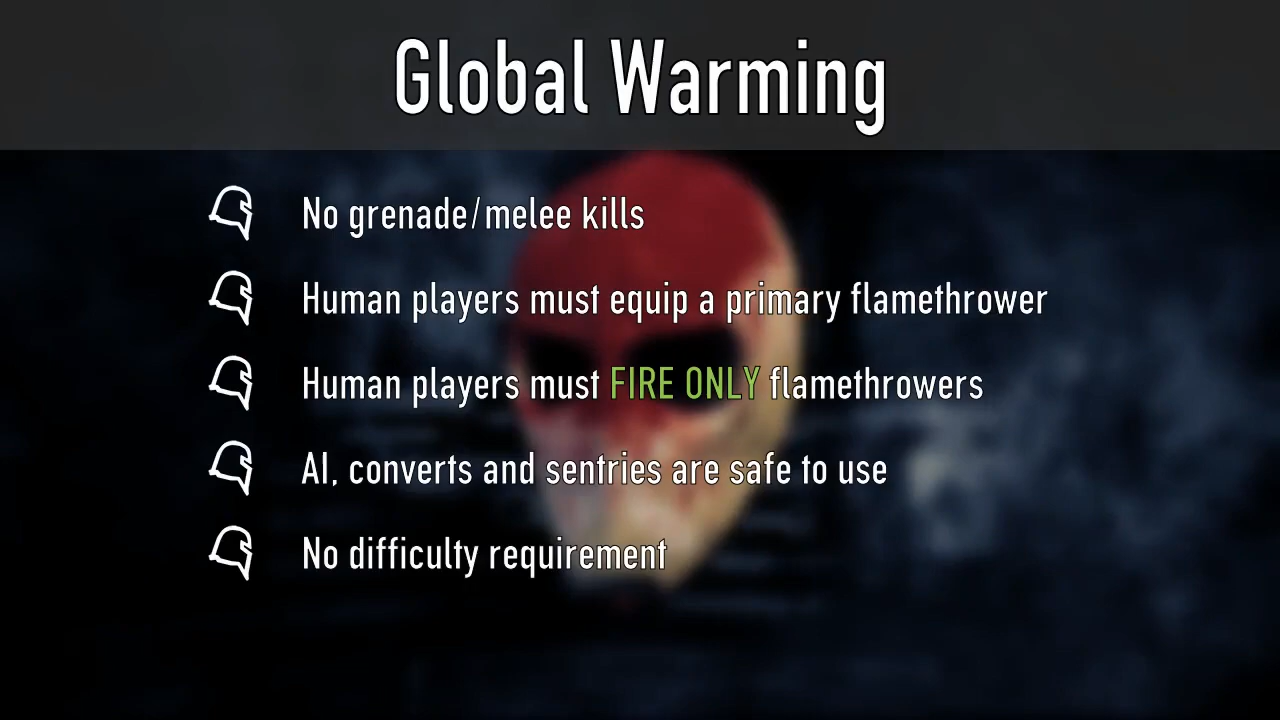 Global Warming
No grenade/melee kills
Human players must equip a primary flamethrower
Human players must FIRE ONLY flamethrowers
AI, converts and sentries are safe to use
No difficulty requirement